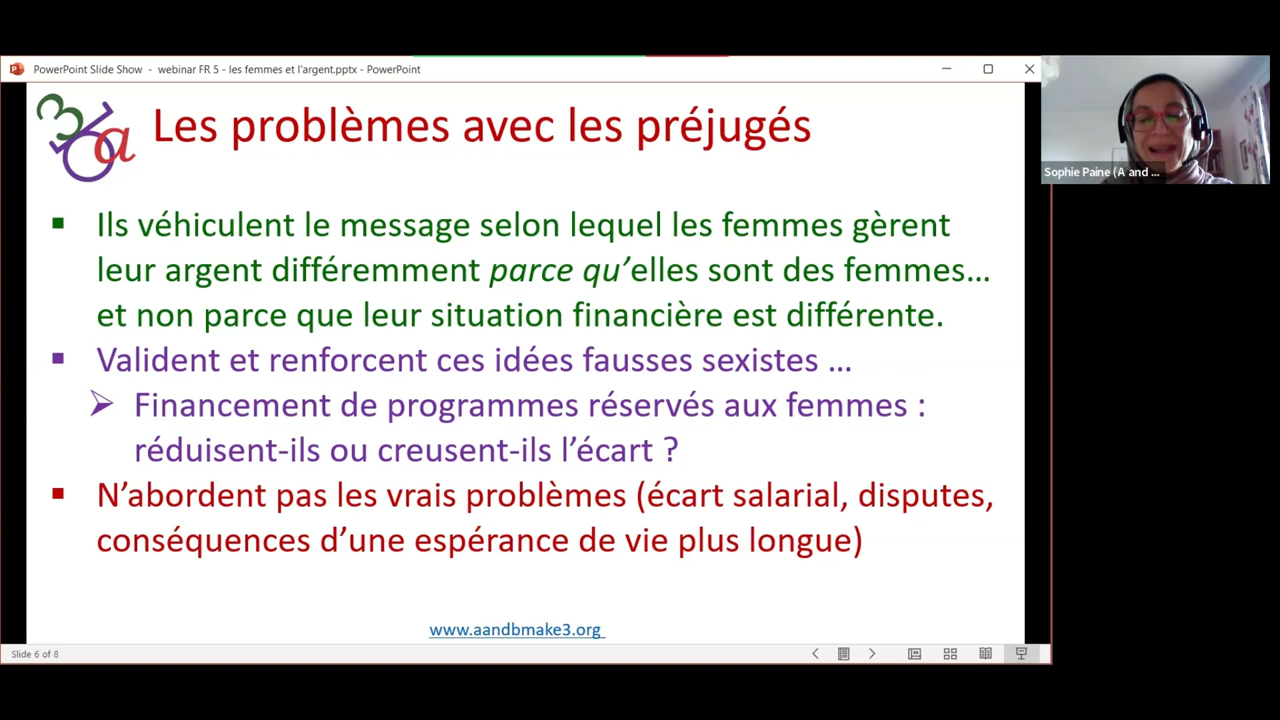 PowerPoint Slide Show - webinar FR 5 - les femmes et l'argent.pptx - PowerPoint
360a
Les problèmes avec les préjugés
Sophie Paine (A and ...
▪ Ils véhiculent le message selon lequel les femmes gèrent
leur argent différemment parce qu’elles sont des femmes…
et non parce que leur situation financière est différente.
▪ Valident et renforcent ces idées fausses sexistes …
➢ Financement de programmes réservés aux femmes :
réduisent-ils ou creusent-ils l’écart ?
▪ N’abordent pas les vrais problèmes (écart salarial, disputes,
conséquences d’une espérance de vie plus longue)
www.aandbmake3.org
Slide 6 of 8